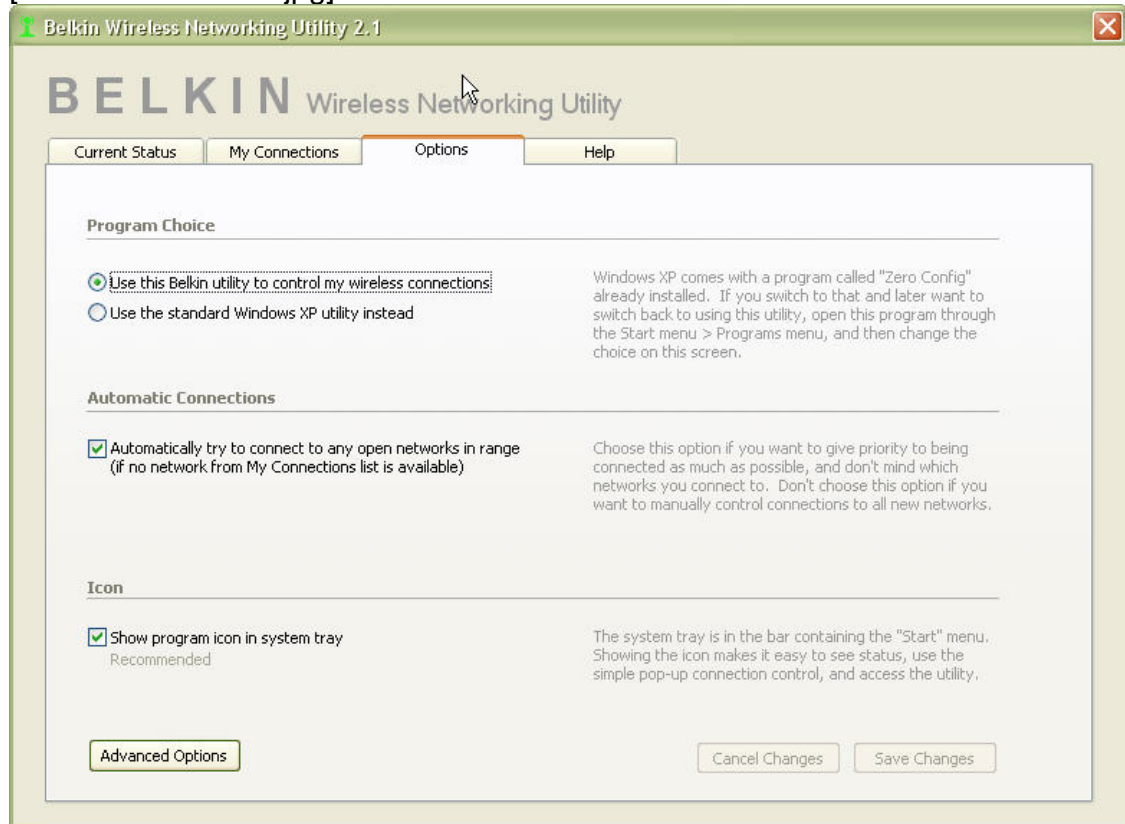 jpg]
Belkin Wireless Networking Utility 2.1
BELKIN Wireless Networking Utility
Current Status
My Connections
Options
Help
Program Choice
Use this Belkin utility to control my wireless connections
Use the standard Windows XP utility instead
Windows XP comes with a program called "Zero Config"
already installed. If you switch to that and later want to
switch back to using this utility, open this program through
the Start menu > Programs menu, and then change the
choice on this screen.
Automatic Connections
Automatically try to connect to any open networks in range
(if no network from My Connections list is available)
Choose this option if you want to give priority to being
connected as much as possible, and don't mind which
networks you connect to. Don't choose this option if you
want to manually control connections to all new networks.
Icon
Show program icon in system tray
Recommended
The system tray is in the bar containing the "Start" menu.
Showing the icon makes it easy to see status, use the
simple pop-up connection control, and access the utility.
Advanced Options
Cancel Changes
Save Changes